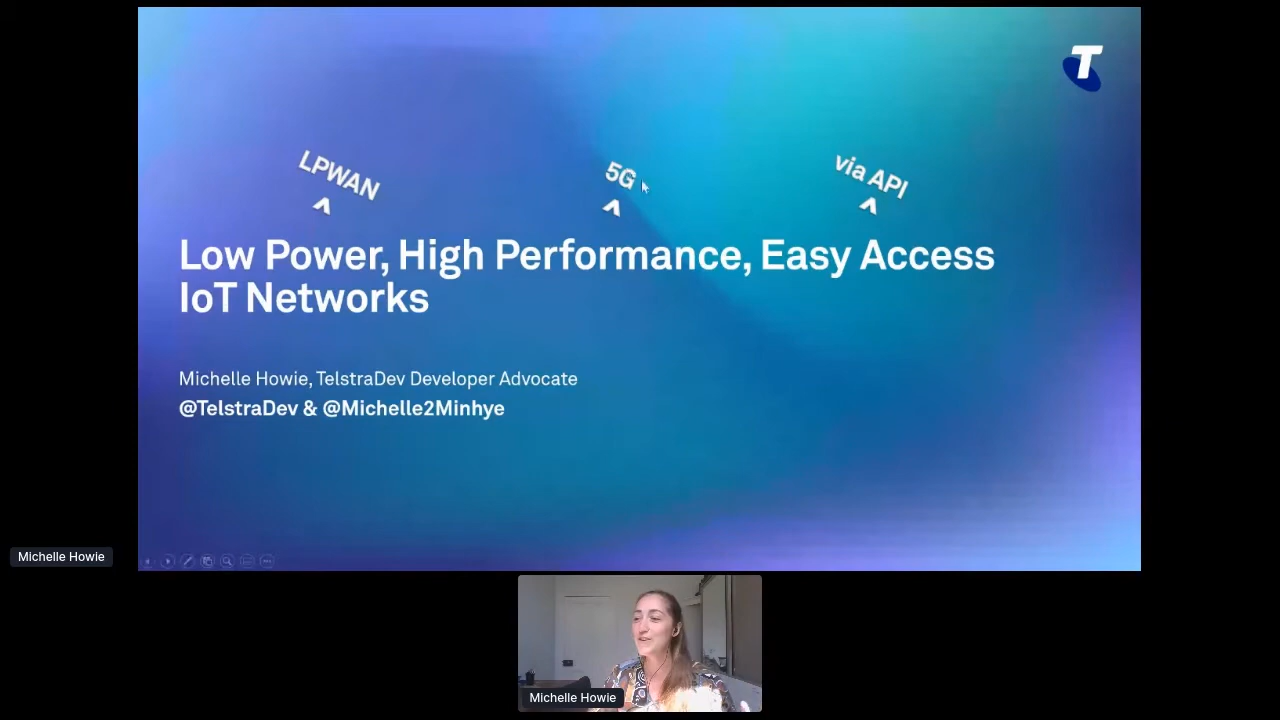 T
LPWAN
5G
via API
^
^
^
Low Power, High Performance, Easy Access
IoT Networks
Michelle Howie, TelstraDev Developer Advocate
@TelstraDev & @Michelle2Minhye
Michelle Howie
Michelle Howie